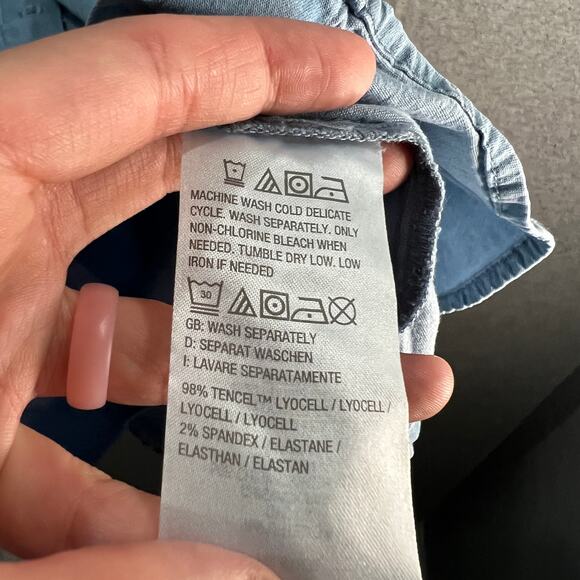 MACHINE WASH COLD DELICATE
CYCLE. WASH SEPARATELY. ONLY
NON-CHLORINE BLEACH WHEN
NEEDED. TUMBLE DRY LOW. LOW
IRON IF NEEDED
30
GB: WASH SEPARATELY
D: SEPARAT WASCHEN
I: LAVARE SEPARATAMENTE
98% TENCEL™ LYOCELL / LYOCELL /
LYOCELL / LYOCELL
2% SPANDEX / ELASTANE /
ELASTHAN / ELASTAN